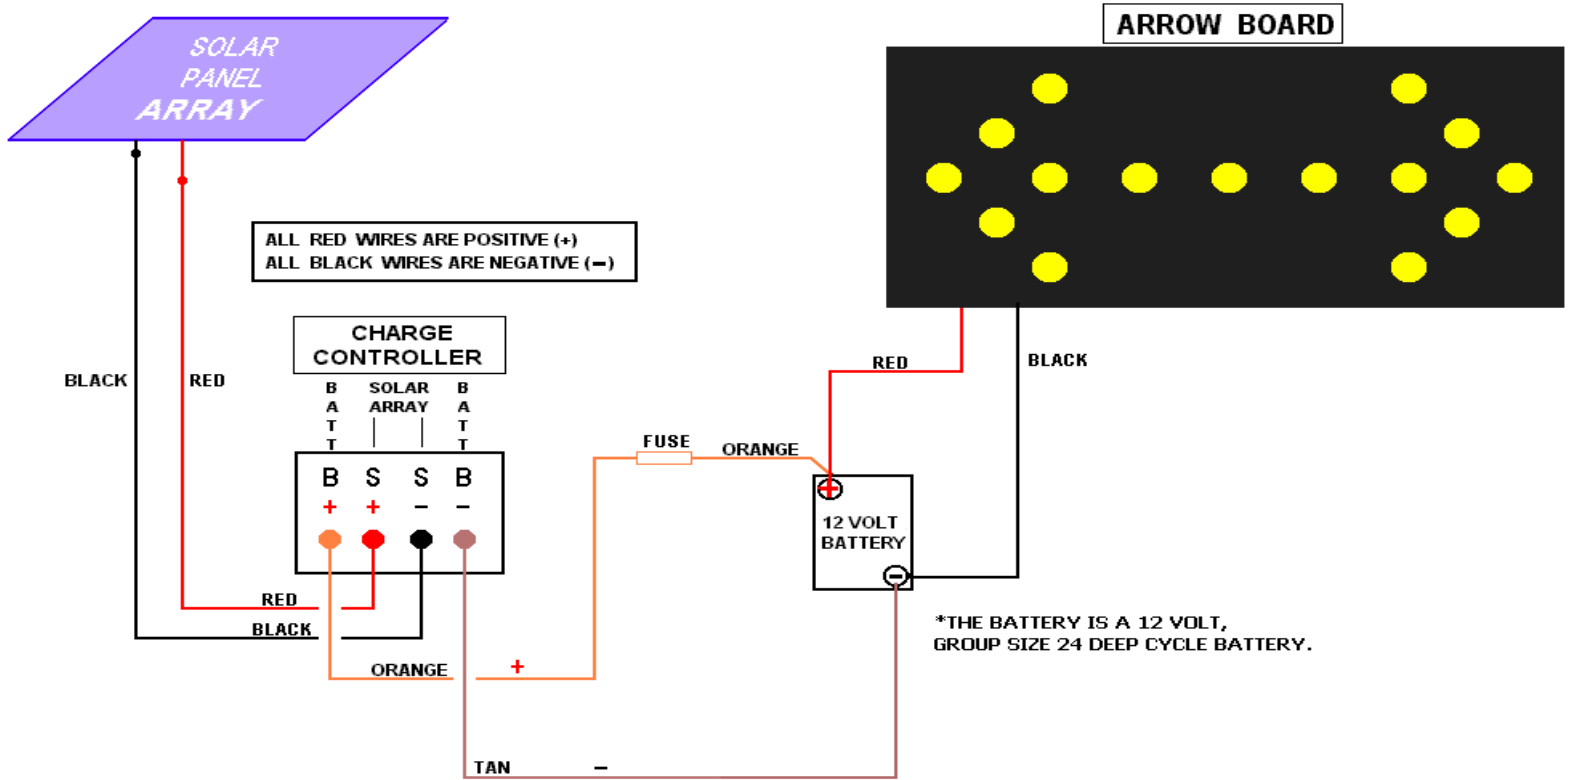 ARROW BOARD
SOLAR
PANEL
ARRAY
ALL RED WIRES ARE POSITIVE (+)
ALL BLACK WIRES ARE NEGATIVE (−)
CHARGE
CONTROLLER
BLACK
RED
RED
BLACK
BATT
SOLAR
ARRAY
BATT
FUSE
ORANGE
B S S B
+ + − −
+
12 VOLT
BATTERY
−
RED
BLACK
*THE BATTERY IS A 12 VOLT,
GROUP SIZE 24 DEEP CYCLE BATTERY.
ORANGE +
TAN −